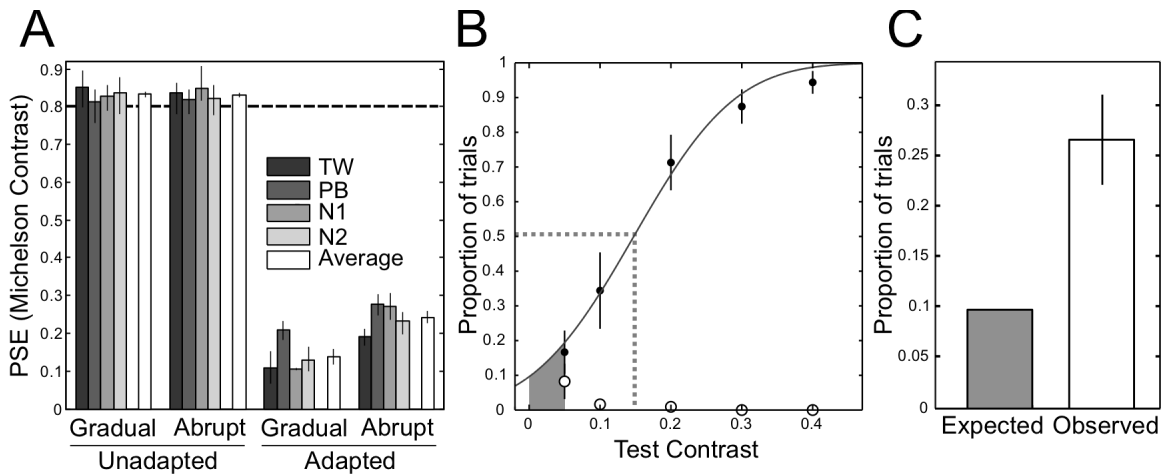 A
PSE (Michelson Contrast)
0.9
0.8
0.7
0.6
0.5
0.4
0.3
0.2
0.1
0
TW
PB
N1
N2
Average
Gradual Abrupt Gradual Abrupt
Unadapted Adapted
B
Proportion of trials
1
0.9
0.8
0.7
0.6
0.5
0.4
0.3
0.2
0.1
0
0 0.1 0.2 0.3 0.4
Test Contrast
C
Proportion of trials
0.3
0.25
0.2
0.15
0.1
0.05
0
Expected Observed